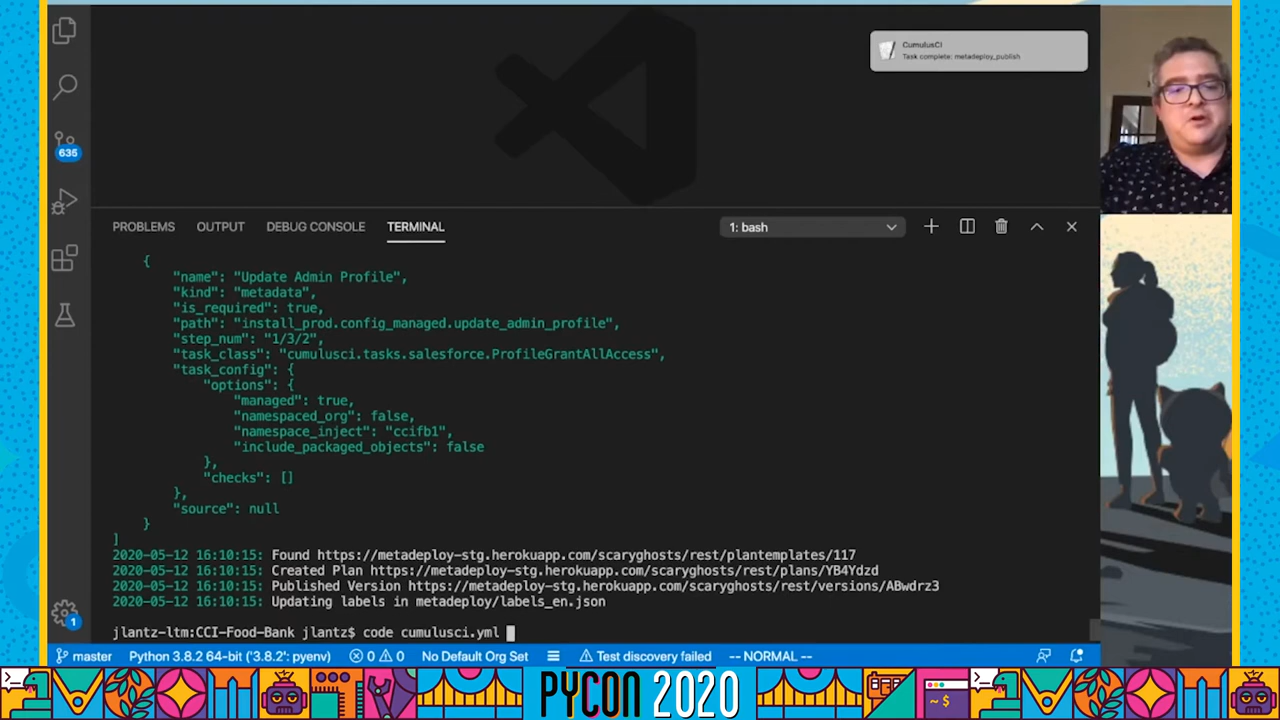 CumulusCI
Task complete: metadeploy_publish
635
PROBLEMS OUTPUT DEBUG CONSOLE TERMINAL 1: bash
{
"name": "Update Admin Profile",
"kind": "metadata",
"is_required": true,
"path": "install_prod.config_managed.update_admin_profile",
"step_num": "1/3/2",
"task_class": "cumulusci.tasks.salesforce.ProfileGrantAllAccess",
"task_config": {
"options": {
"managed": true,
"namespaced_org": false,
"namespace_inject": "ccifb1",
"include_packaged_objects": false
},
"checks": []
},
"source": null
}
]
2020-05-12 16:10:15: Found https://metadeploy-stg.herokuapp.com/scaryghosts/rest/plantemplates/117
2020-05-12 16:10:15: Created Plan https://metadeploy-stg.herokuapp.com/scaryghosts/rest/plans/YB4Ydzd
2020-05-12 16:10:15: Published Version https://metadeploy-stg.herokuapp.com/scaryghosts/rest/versions/ABwdrz3
2020-05-12 16:10:15: Updating labels in metadeploy/labels_en.json
1
jlantz-ltm:CCI-Food-Bank jlantz$ code cumulusci.yml
master Python 3.8.2 64-bit ('3.8.2': pyenv) 0 0 No Default Org Set Test discovery failed -- NORMAL --
PYCON 2020
~$